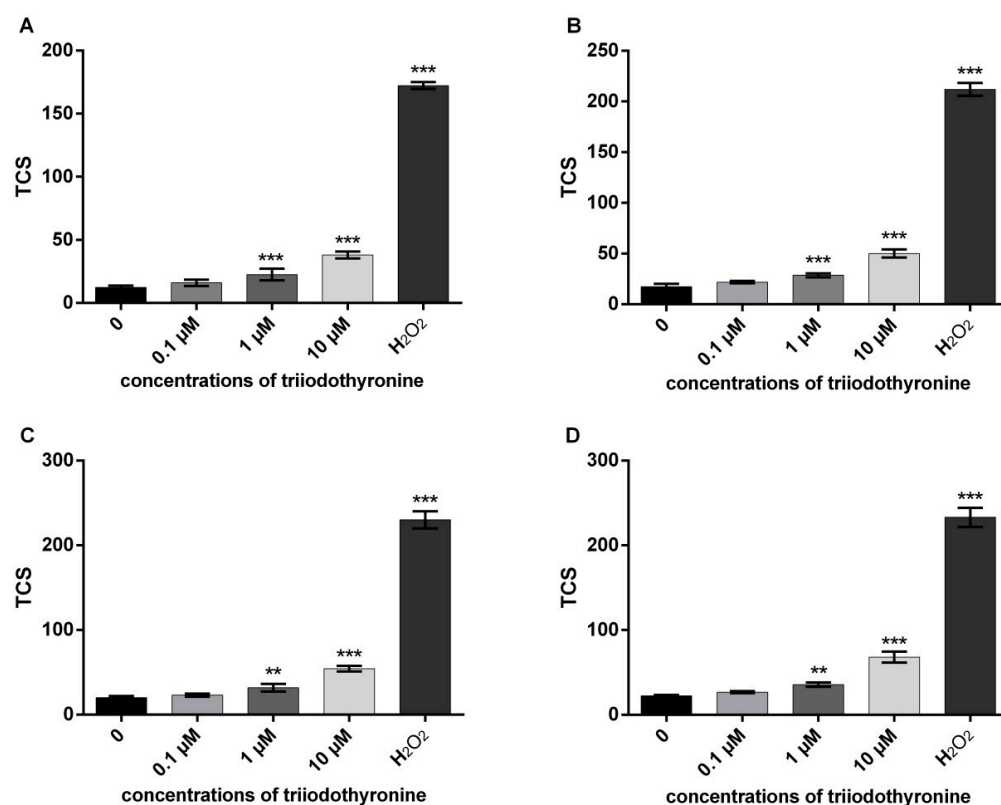 A
TCS
200
150
100
50
0
***
***
***
0
0.1 µM
1 µM
10 µM
H₂O₂
concentrations of triiodothyronine
B
TCS
250
200
150
100
50
0
***
***
***
0
0.1 µM
1 µM
10 µM
H₂O₂
concentrations of triiodothyronine
C
TCS
300
200
100
0
**
***
***
0
0.1 µM
1 µM
10 µM
H₂O₂
concentrations of triiodothyronine
D
TCS
300
200
100
0
**
***
***
0
0.1 µM
1 µM
10 µM
H₂O₂
concentrations of triiodothyronine